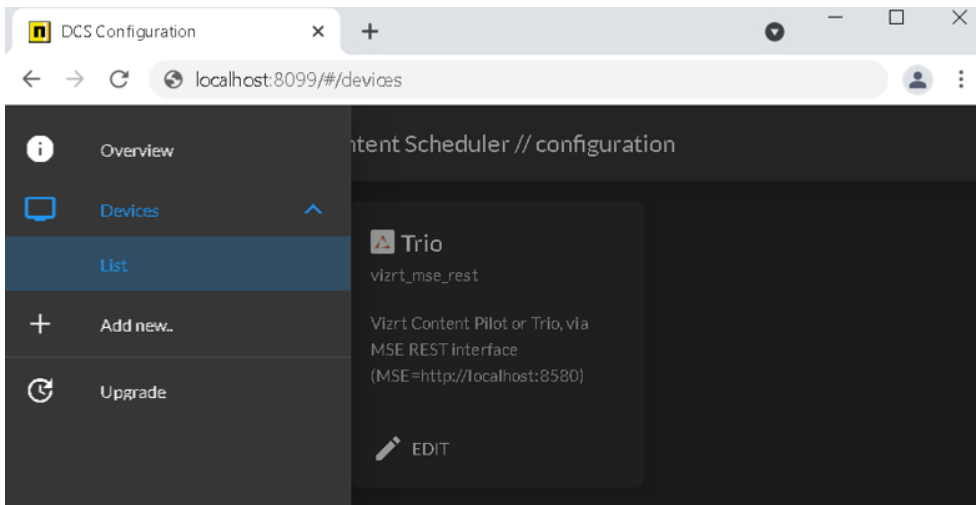 DCS Configuration
localhost:8099/#/devices
Overview
ntent Scheduler // configuration
Devices
List
Add new..
Upgrade
Trio
vizrt_mse_rest
Vizrt Content Pilot or Trio, via
MSE REST interface
(MSE=http://localhost:8580)
EDIT